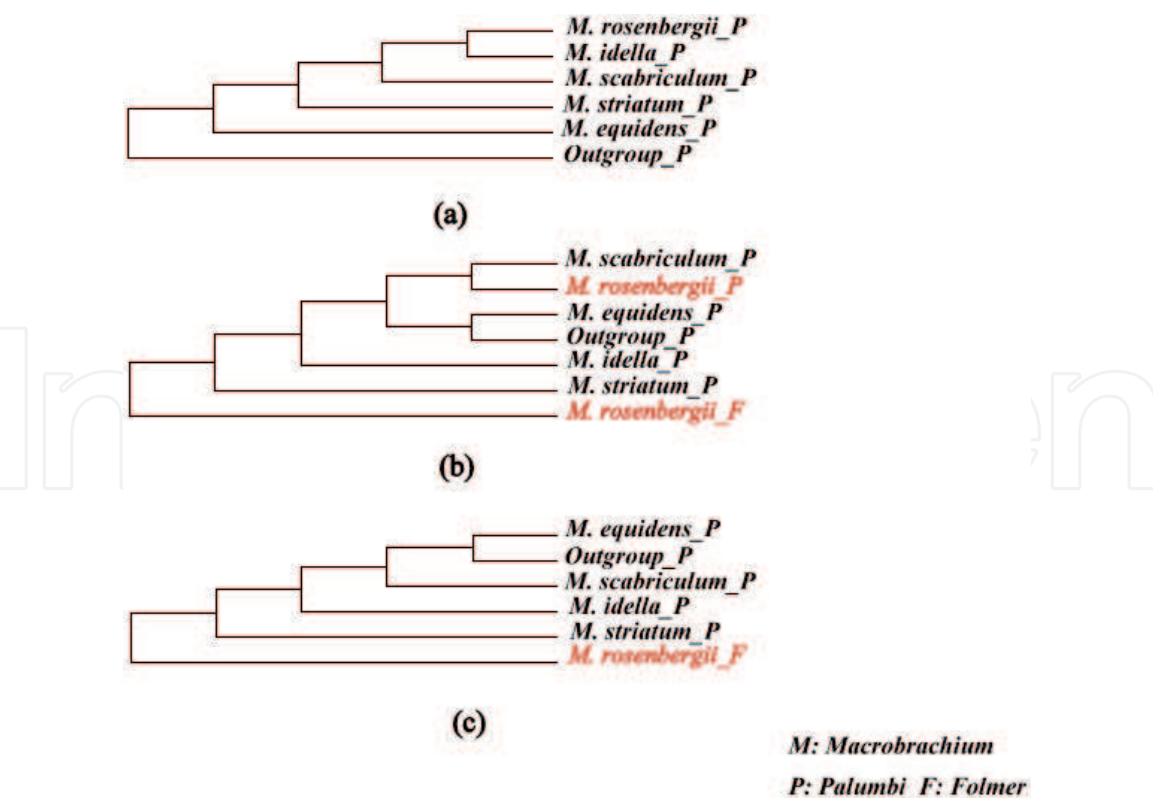 M. rosenbergii_P
M. idella_P
M. scabriculum_P
M. striatum_P
M. equidens_P
Outgroup_P
(a)
M. scabriculum_P
M. rosenbergii_P
M. equidens_P
Outgroup_P
M. idella_P
M. striatum_P
M. rosenbergii_F
(b)
M. equidens_P
Outgroup_P
M. scabriculum_P
M. idella_P
M. striatum_P
M. rosenbergii_F
(c)
M: Macrobrachium
P: Palumbi F: Folmer